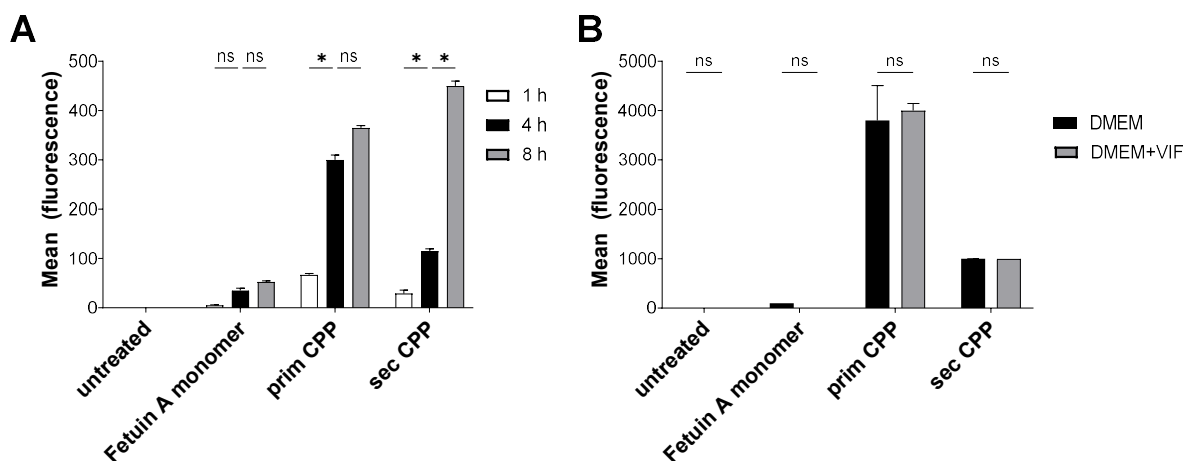 A
Mean (fluorescence)
500
400
300
200
100
0
ns ns
* ns
* *
1 h
4 h
8 h
untreated
Fetuin A monomer
prim CPP
sec CPP
B
Mean (fluorescence)
5000
4000
3000
2000
1000
0
ns
ns
ns
ns
DMEM
DMEM+VIF
untreated
Fetuin A monomer
prim CPP
sec CPP